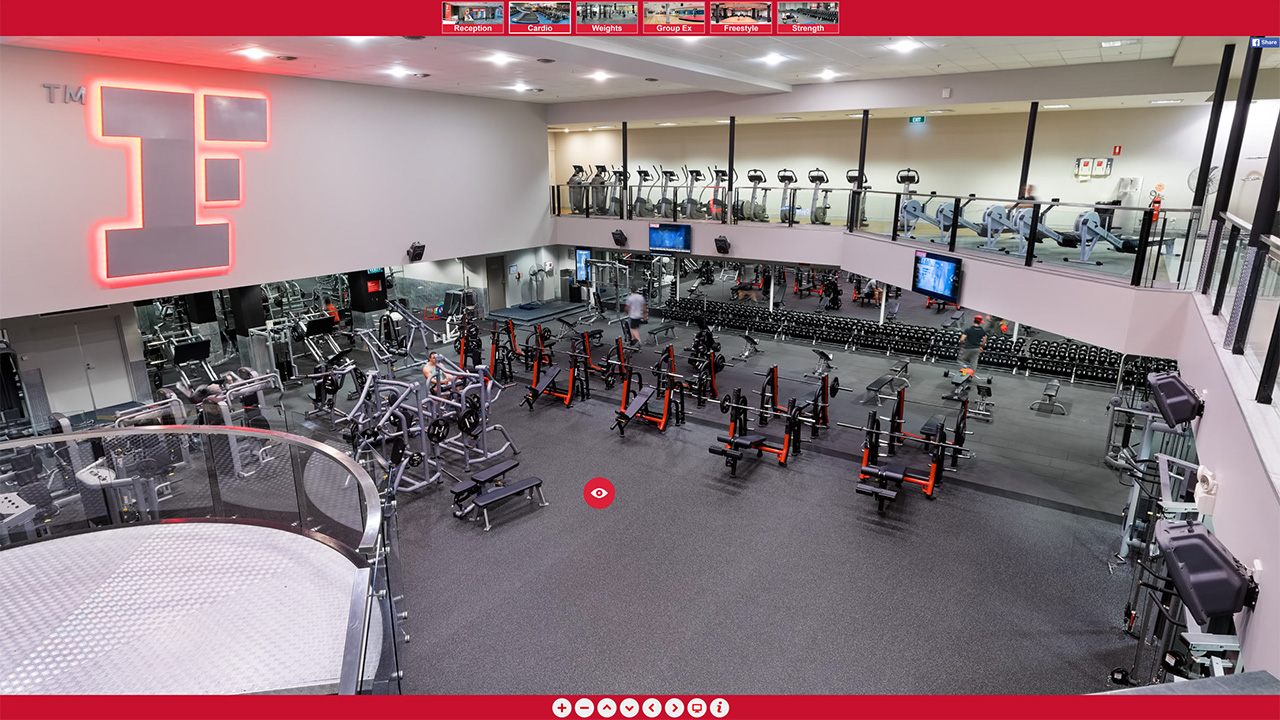 Reception
Cardio
Weights
Group Ex
Freestyle
Strength
Share
TM
F
EXIT